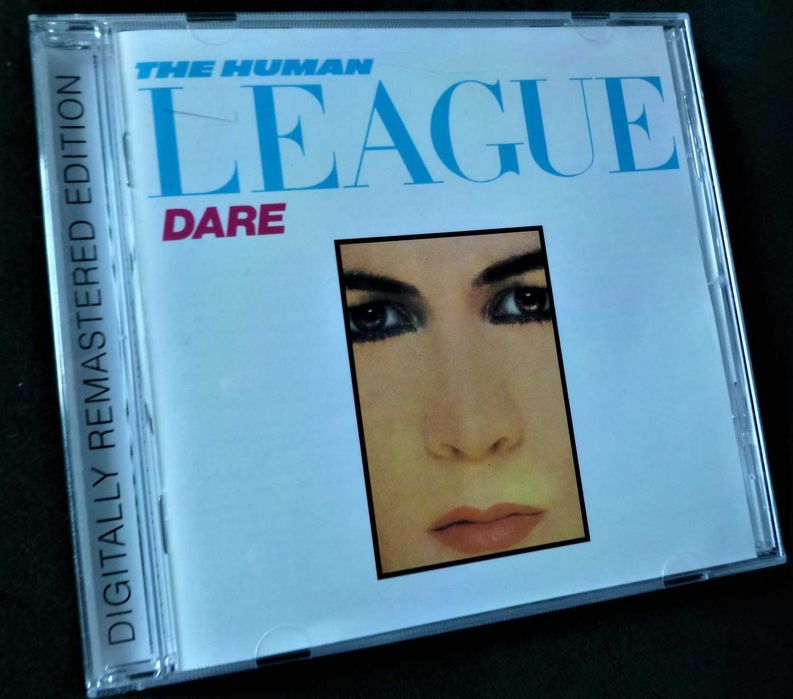 THE HUMAN
LEAGUE
DARE
DIGITALLY REMASTERED EDITION